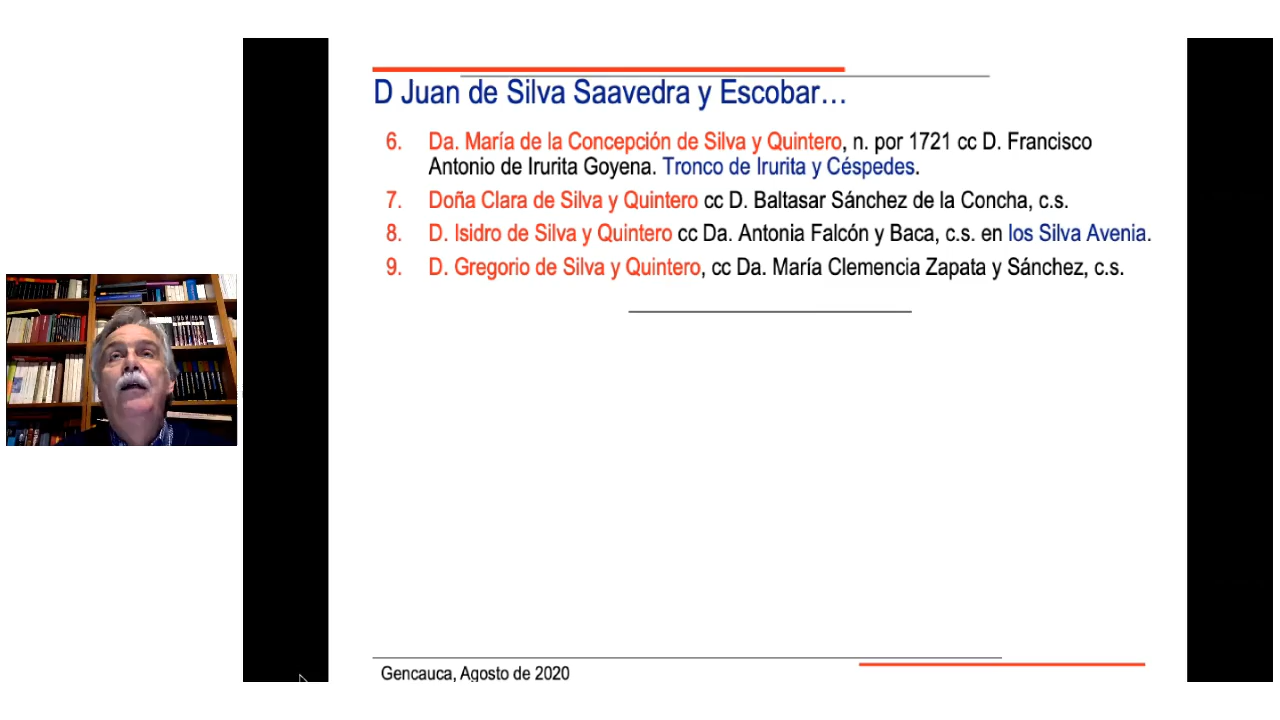 D Juan de Silva Saavedra y Escobar…
6. Da. María de la Concepción de Silva y Quintero, n. por 1721 cc D. Francisco
Antonio de Irurita Goyena. Tronco de Irurita y Céspedes.
7. Doña Clara de Silva y Quintero cc D. Baltasar Sánchez de la Concha, c.s.
8. D. Isidro de Silva y Quintero cc Da. Antonia Falcón y Baca, c.s. en los Silva Avenia.
9. D. Gregorio de Silva y Quintero, cc Da. María Clemencia Zapata y Sánchez, c.s.
Gencauca, Agosto de 2020